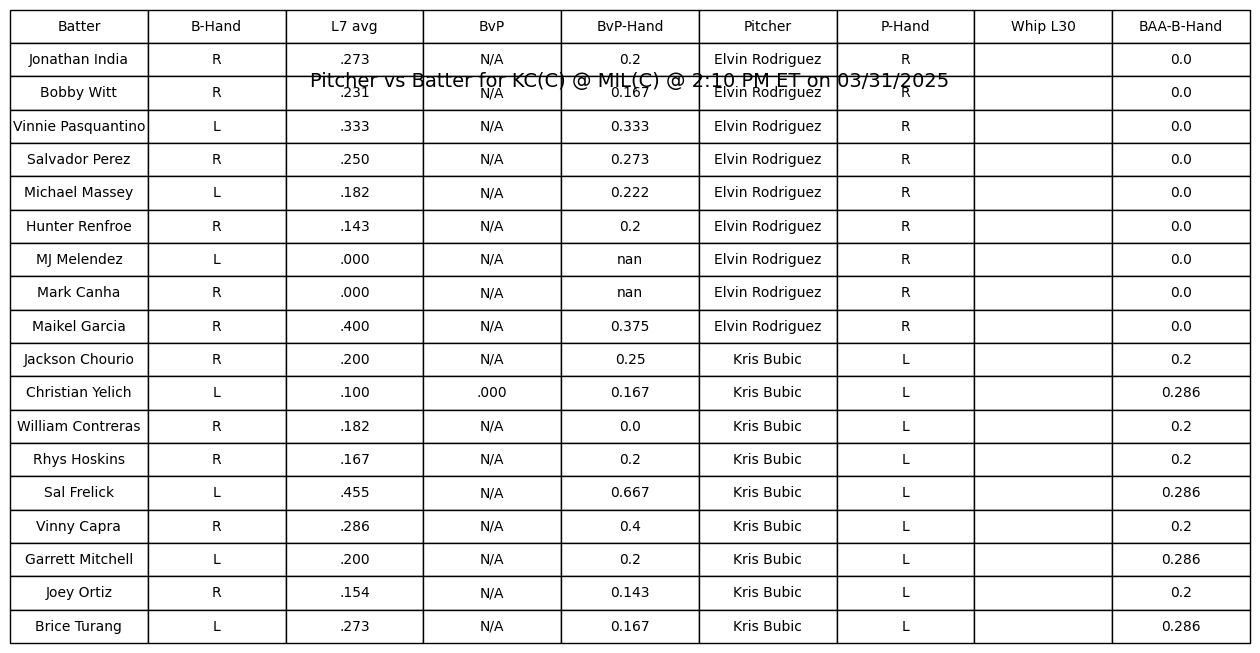 Batter B-Hand L7 avg BvP BvP-Hand Pitcher P-Hand Whip L30 BAA-B-Hand
Jonathan India R .273 N/A 0.2 Elvin Rodriguez R 0.0
Pitcher vs Batter for KC(C) @ MIL(C) @ 2:10 PM ET on 03/31/2025
Bobby Witt R .231 N/A 0.167 Elvin Rodriguez R 0.0
Vinnie Pasquantino L .333 N/A 0.333 Elvin Rodriguez R 0.0
Salvador Perez R .250 N/A 0.273 Elvin Rodriguez R 0.0
Michael Massey L .182 N/A 0.222 Elvin Rodriguez R 0.0
Hunter Renfroe R .143 N/A 0.2 Elvin Rodriguez R 0.0
MJ Melendez L .000 N/A nan Elvin Rodriguez R 0.0
Mark Canha R .000 N/A nan Elvin Rodriguez R 0.0
Maikel Garcia R .400 N/A 0.375 Elvin Rodriguez R 0.0
Jackson Chourio R .200 N/A 0.25 Kris Bubic L 0.2
Christian Yelich L .100 .000 0.167 Kris Bubic L 0.286
William Contreras R .182 N/A 0.0 Kris Bubic L 0.2
Rhys Hoskins R .167 N/A 0.2 Kris Bubic L 0.2
Sal Frelick L .455 N/A 0.667 Kris Bubic L 0.286
Vinny Capra R .286 N/A 0.4 Kris Bubic L 0.2
Garrett Mitchell L .200 N/A 0.2 Kris Bubic L 0.286
Joey Ortiz R .154 N/A 0.143 Kris Bubic L 0.2
Brice Turang L .273 N/A 0.167 Kris Bubic L 0.286